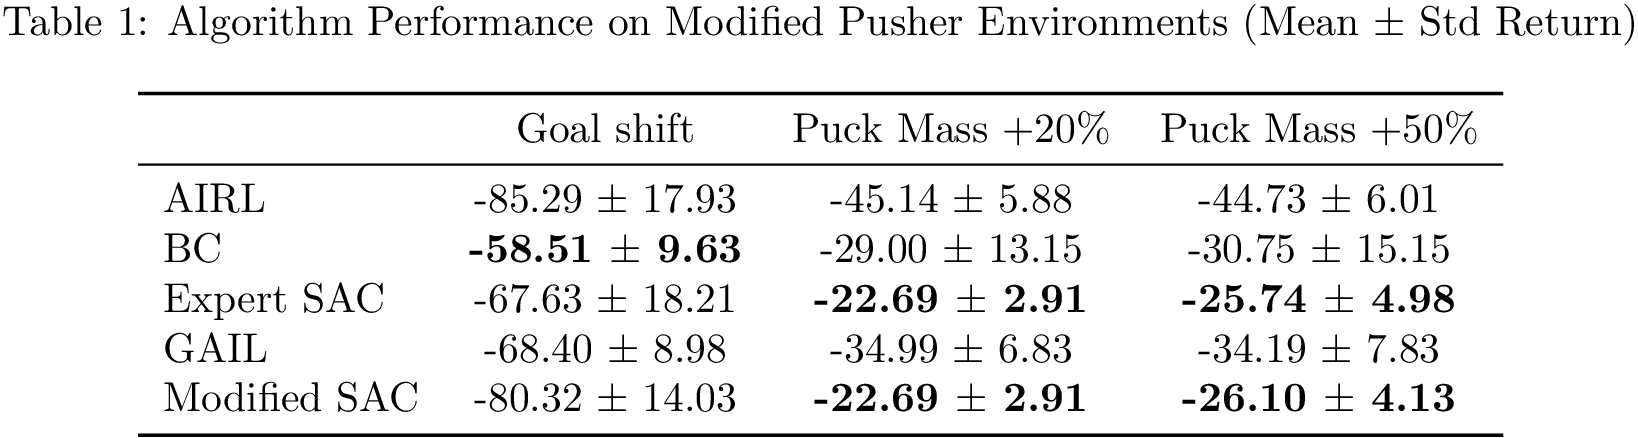 Table 1: Algorithm Performance on Modified Pusher Environments (Mean ± Std Return)
Goal shift Puck Mass +20% Puck Mass +50%
AIRL -85.29 ± 17.93 -45.14 ± 5.88 -44.73 ± 6.01
BC -58.51 ± 9.63 -29.00 ± 13.15 -30.75 ± 15.15
Expert SAC -67.63 ± 18.21 -22.69 ± 2.91 -25.74 ± 4.98
GAIL -68.40 ± 8.98 -34.99 ± 6.83 -34.19 ± 7.83
Modified SAC -80.32 ± 14.03 -22.69 ± 2.91 -26.10 ± 4.13